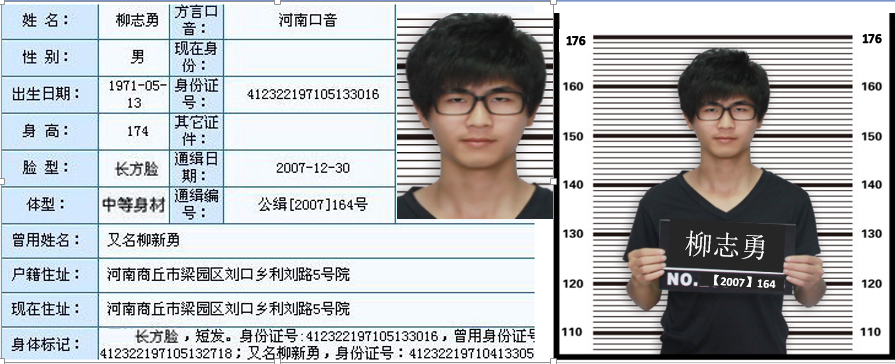 姓 名： 柳志勇 方言口音： 河南口音
性 别： 男 现在身份：
出生日期： 1971-05-13 身份证号： 412322197105133016
身 高： 174 其它证件：
脸 型： 长方脸 通缉日期： 2007-12-30
体型： 中等身材 通缉编号： 公缉[2007]164号
曾用姓名： 又名柳新勇
户籍住址： 河南商丘市梁园区刘口乡利刘路5号院
现在住址： 河南商丘市梁园区刘口乡利刘路5号院
身体标记： 长方脸，短发。身份证号:412322197105133016，曾用身份证号
412322197105132718；又名柳新勇，身份证号：4123221971041330
176 176
160 160
150 150
140 140
130 130
柳志勇
NO. 【2007】164
120 120
110 110